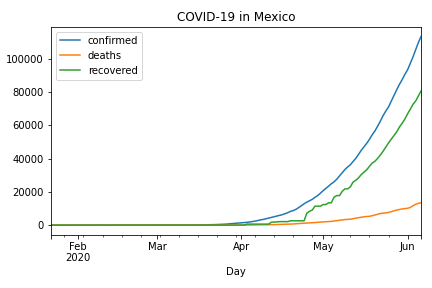 COVID-19 in Mexico
confirmed
deaths
recovered
100000
80000
60000
40000
20000
0
Feb Mar Apr May Jun
2020
Day